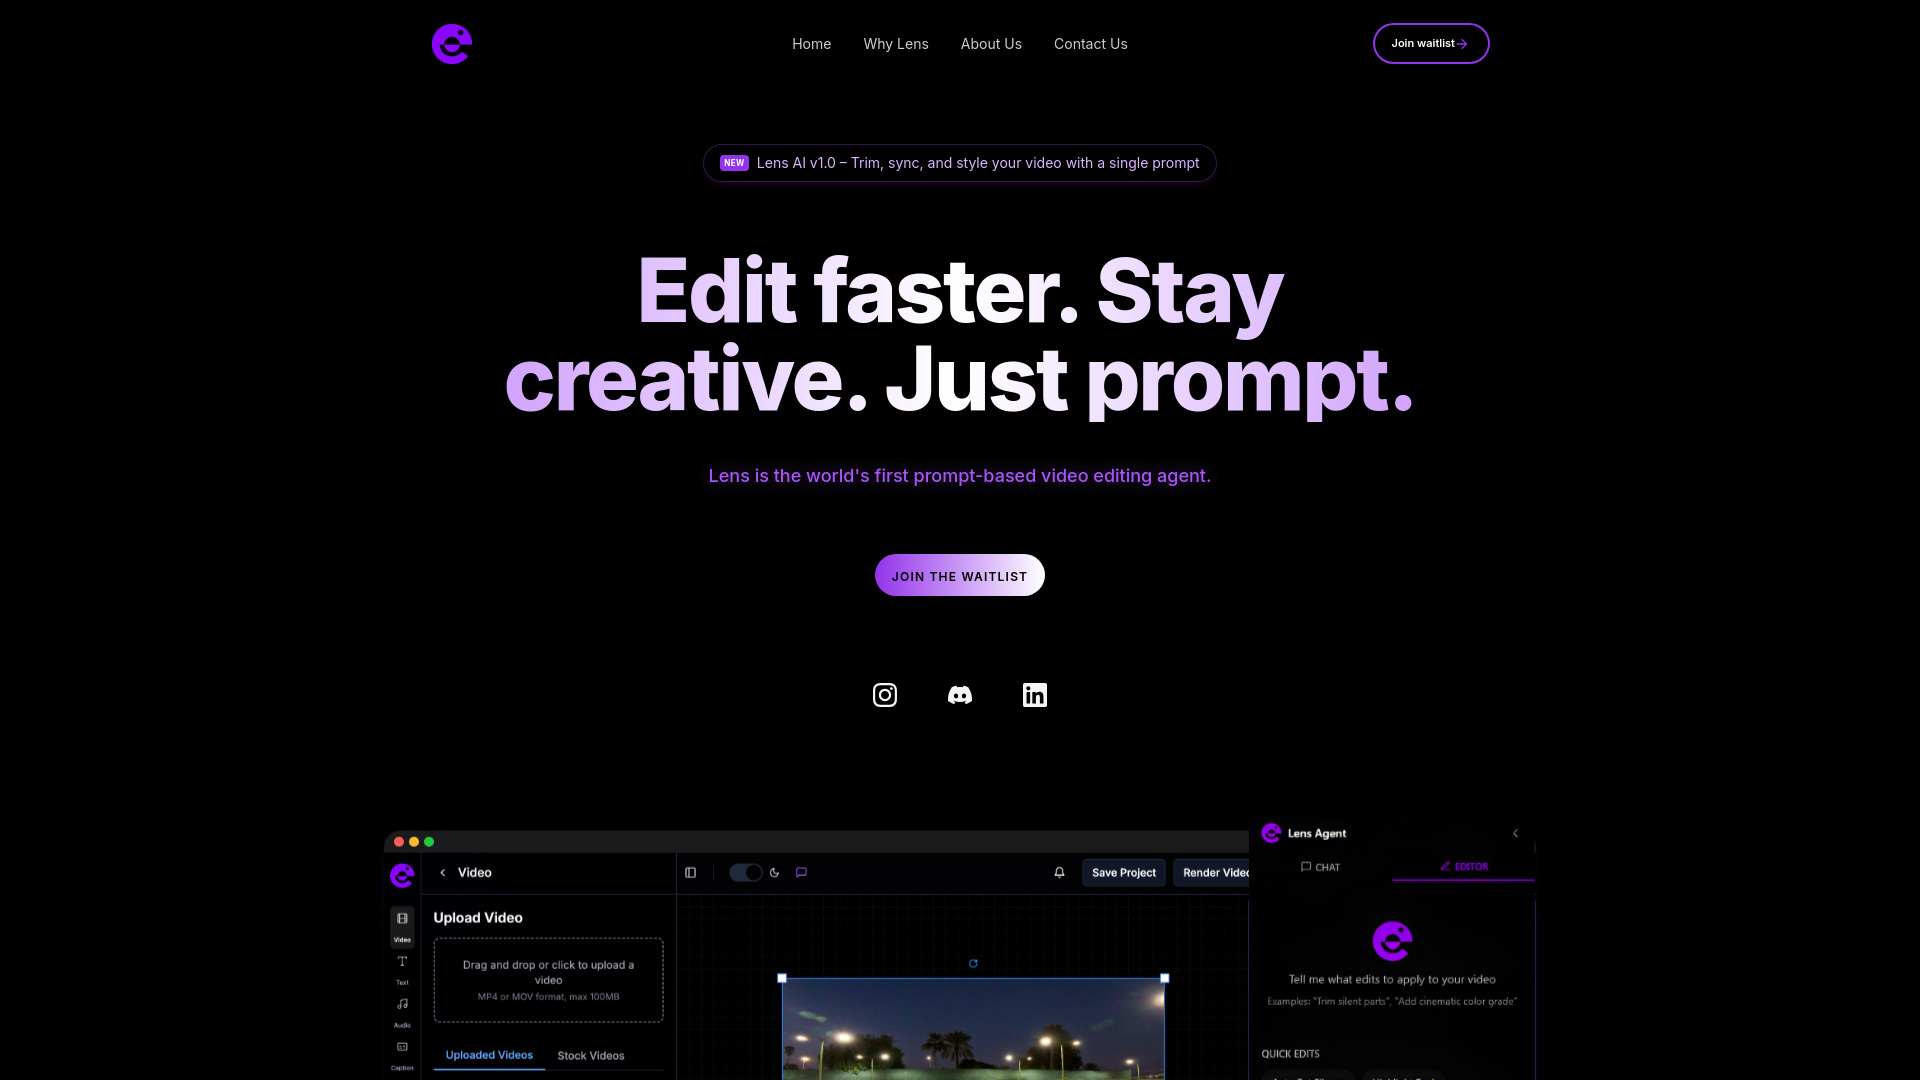 Home
Why Lens
About Us
Contact Us
Join waitlist
NEW Lens AI v1.0 – Trim, sync, and style your video with a single prompt
Edit faster. Stay
creative. Just prompt.
Lens is the world's first prompt-based video editing agent.
JOIN THE WAITLIST
Video
Save Project
Render Video
Lens Agent
CHAT
EDITOR
Upload Video
Drag and drop or click to upload a
video
MP4 or MOV format, max 100MB
Uploaded Videos
Stock Videos
Video
Text
Audio
Caption
Tell me what edits to apply to your video
Examples: "Trim silent parts", "Add cinematic color grade"
QUICK EDITS